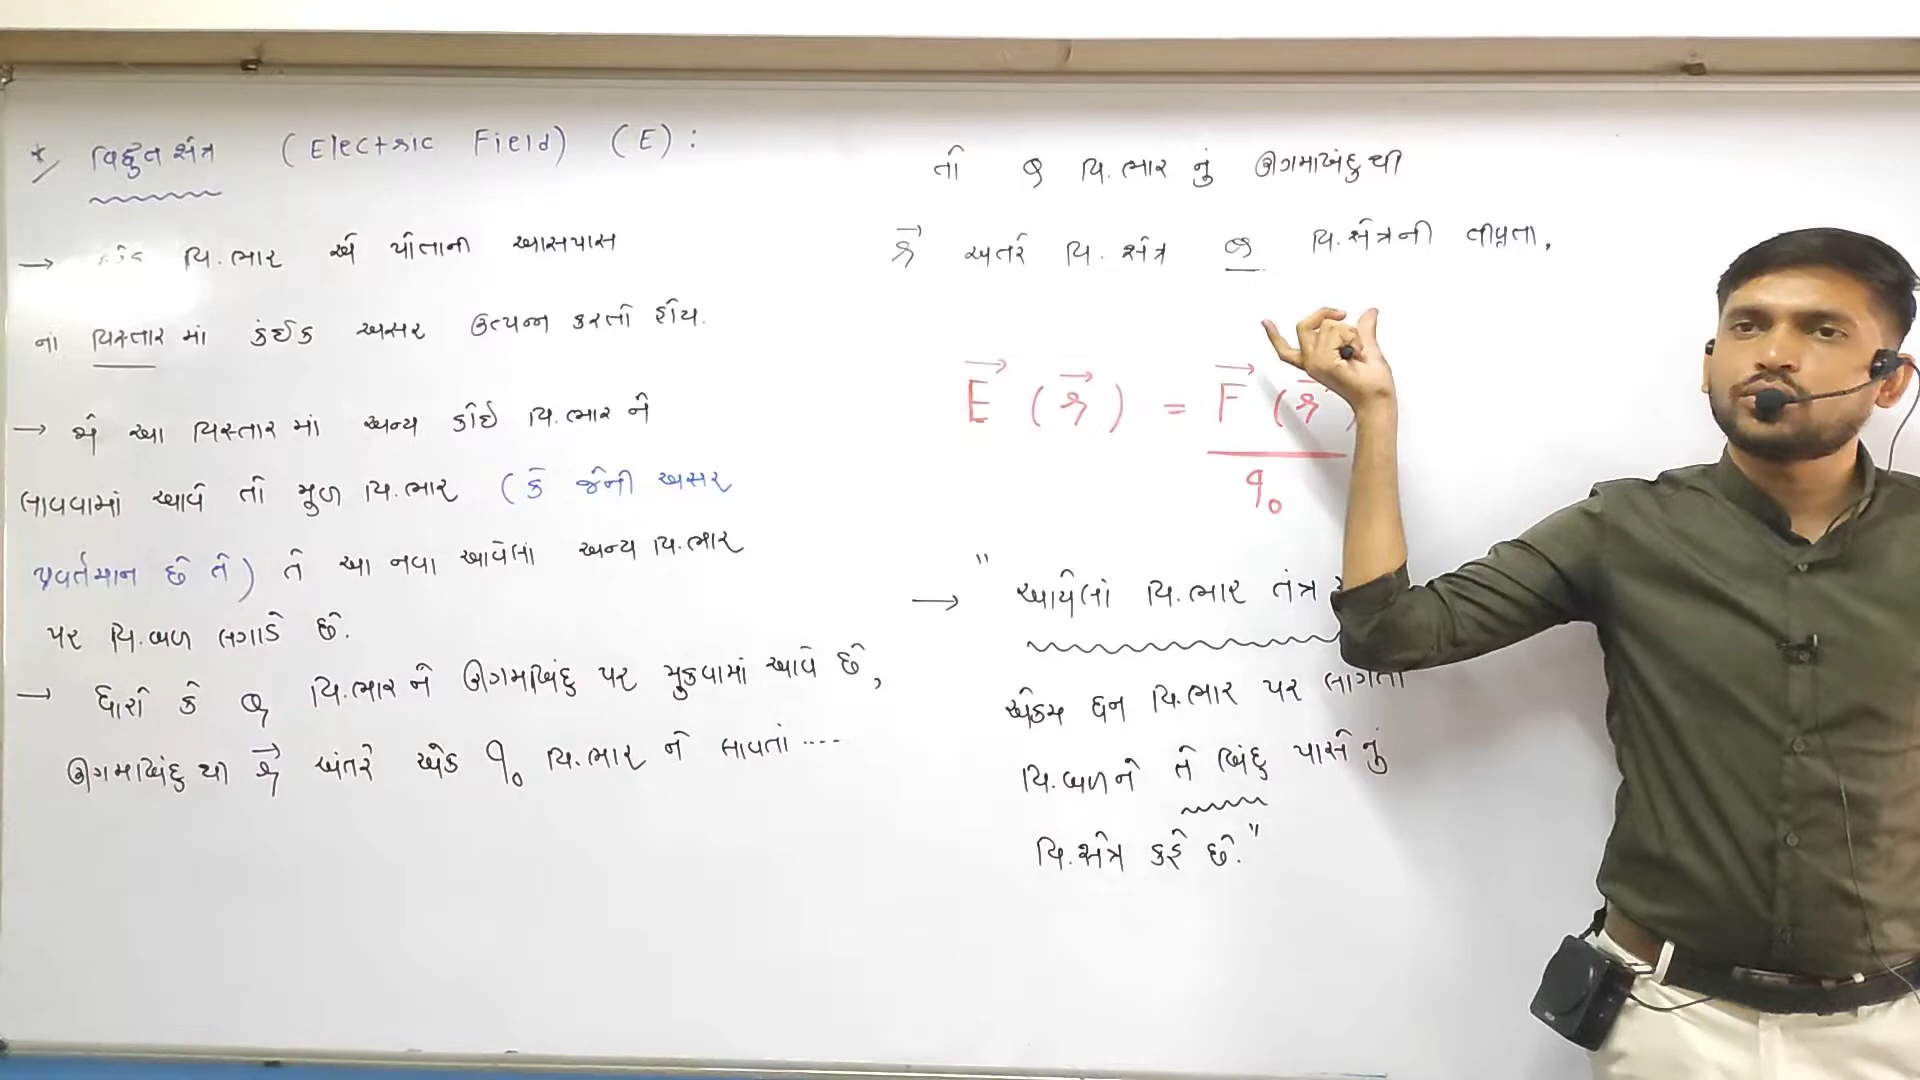 * વિદ્યુતક્ષેત્ર (Electric Field) (E) :
→ વિ.ભાર એ પોતાની આસપાસ
નાં વિસ્તાર માં કંઈક અસર ઉત્પન્ન કરતો હોય.
→ જો આ વિસ્તાર માં અન્ય કોઈ વિ.ભાર ને
લાવવામાં આવે તો મૂળ વિ.ભાર (કે જેની અસર
પ્રવર્તમાન છે તે) તે આ નવા આવેલાં અન્ય વિ.ભાર
પર વિ.બળ લગાડે છે.
→ ધારો કે Q વિ.ભાર ને ઊગમબિંદુ પર મુકવામાં આવે છે,
ઊગમબિંદુ થી r⃗ અંતરે એક q₀ વિ.ભાર ને લાવતાં ....
તો Q વિ.ભાર નું ઊગમબિંદુથી
r⃗ અતરે વિ. ક્ષેત્ર Q વિ.ક્ષેત્રની તીવ્રતા,
E⃗ (r⃗) = F⃗ (r⃗
q₀
→ " આપેલાં વિ.ભાર તંત્ર
એકમ ધન વિ.ભાર પર લાગતા
વિ.બળને તે બિંદુ પાસેનું
વિ.ક્ષેત્ર કહે છે."